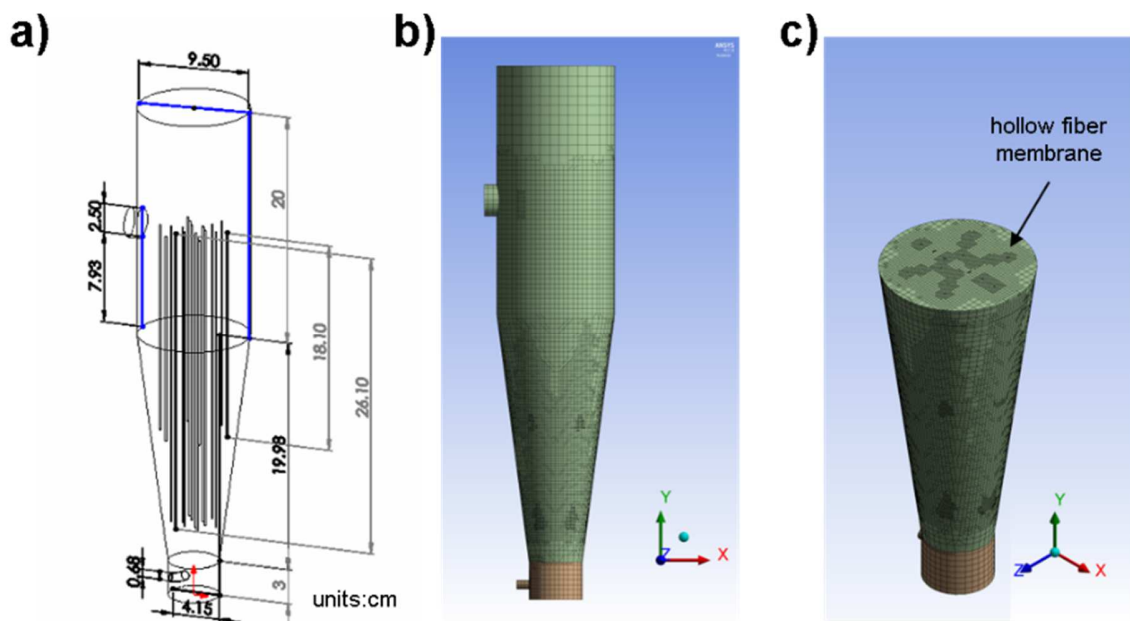 a)
9.50
2.50
7.93
20
18.10
26.10
19.98
0.68
3
4.15
units:cm
b)
ANSYS
Y
X
Z
c)
hollow fiber
membrane
Y
Z
X